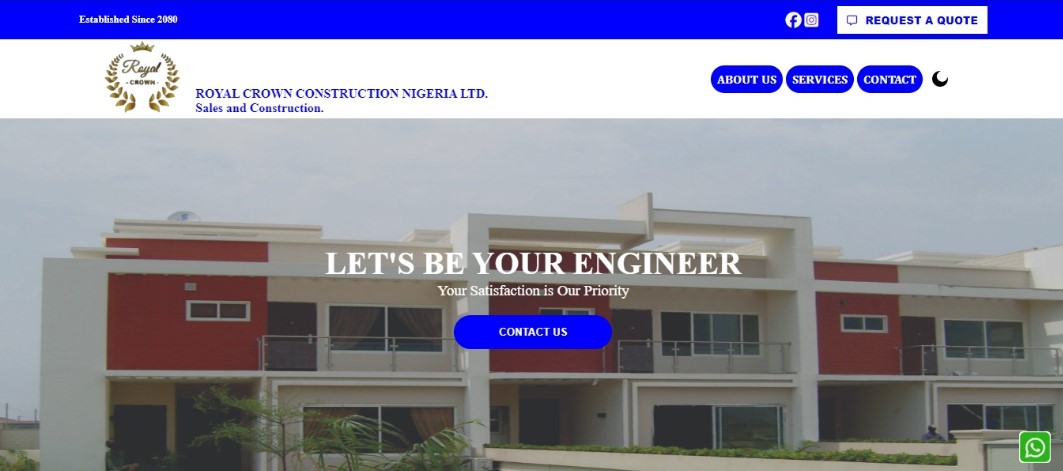 Established Since 2080
REQUEST A QUOTE
Royal
- CROWN -
ROYAL CROWN CONSTRUCTION NIGERIA LTD.
Sales and Construction.
ABOUT US
SERVICES
CONTACT
LET'S BE YOUR ENGINEER
Your Satisfaction is Our Priority
CONTACT US